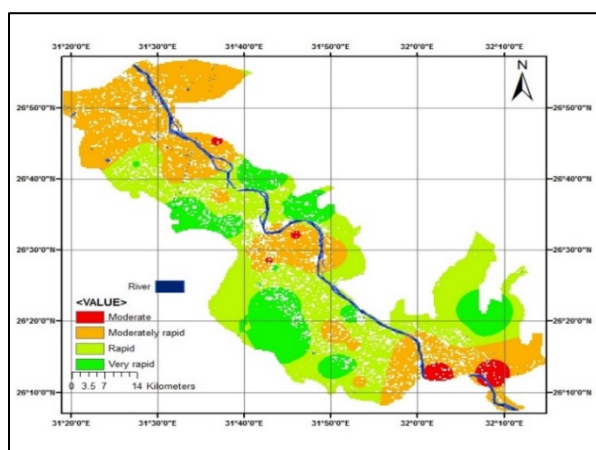 31°20'0"E 31°30'0"E 31°40'0"E 31°50'0"E 32°0'0"E 32°10'0"E
N
26°50'0"N 26°50'0"N
26°40'0"N 26°40'0"N
26°30'0"N 26°30'0"N
River
<VALUE>
Moderate
26°20'0"N 26°20'0"N
Moderately rapid
Rapid
Very rapid
0 3.5 7 14 Kilometers
26°10'0"N 26°10'0"N
31°20'0"E 31°30'0"E 31°40'0"E 31°50'0"E 32°0'0"E 32°10'0"E